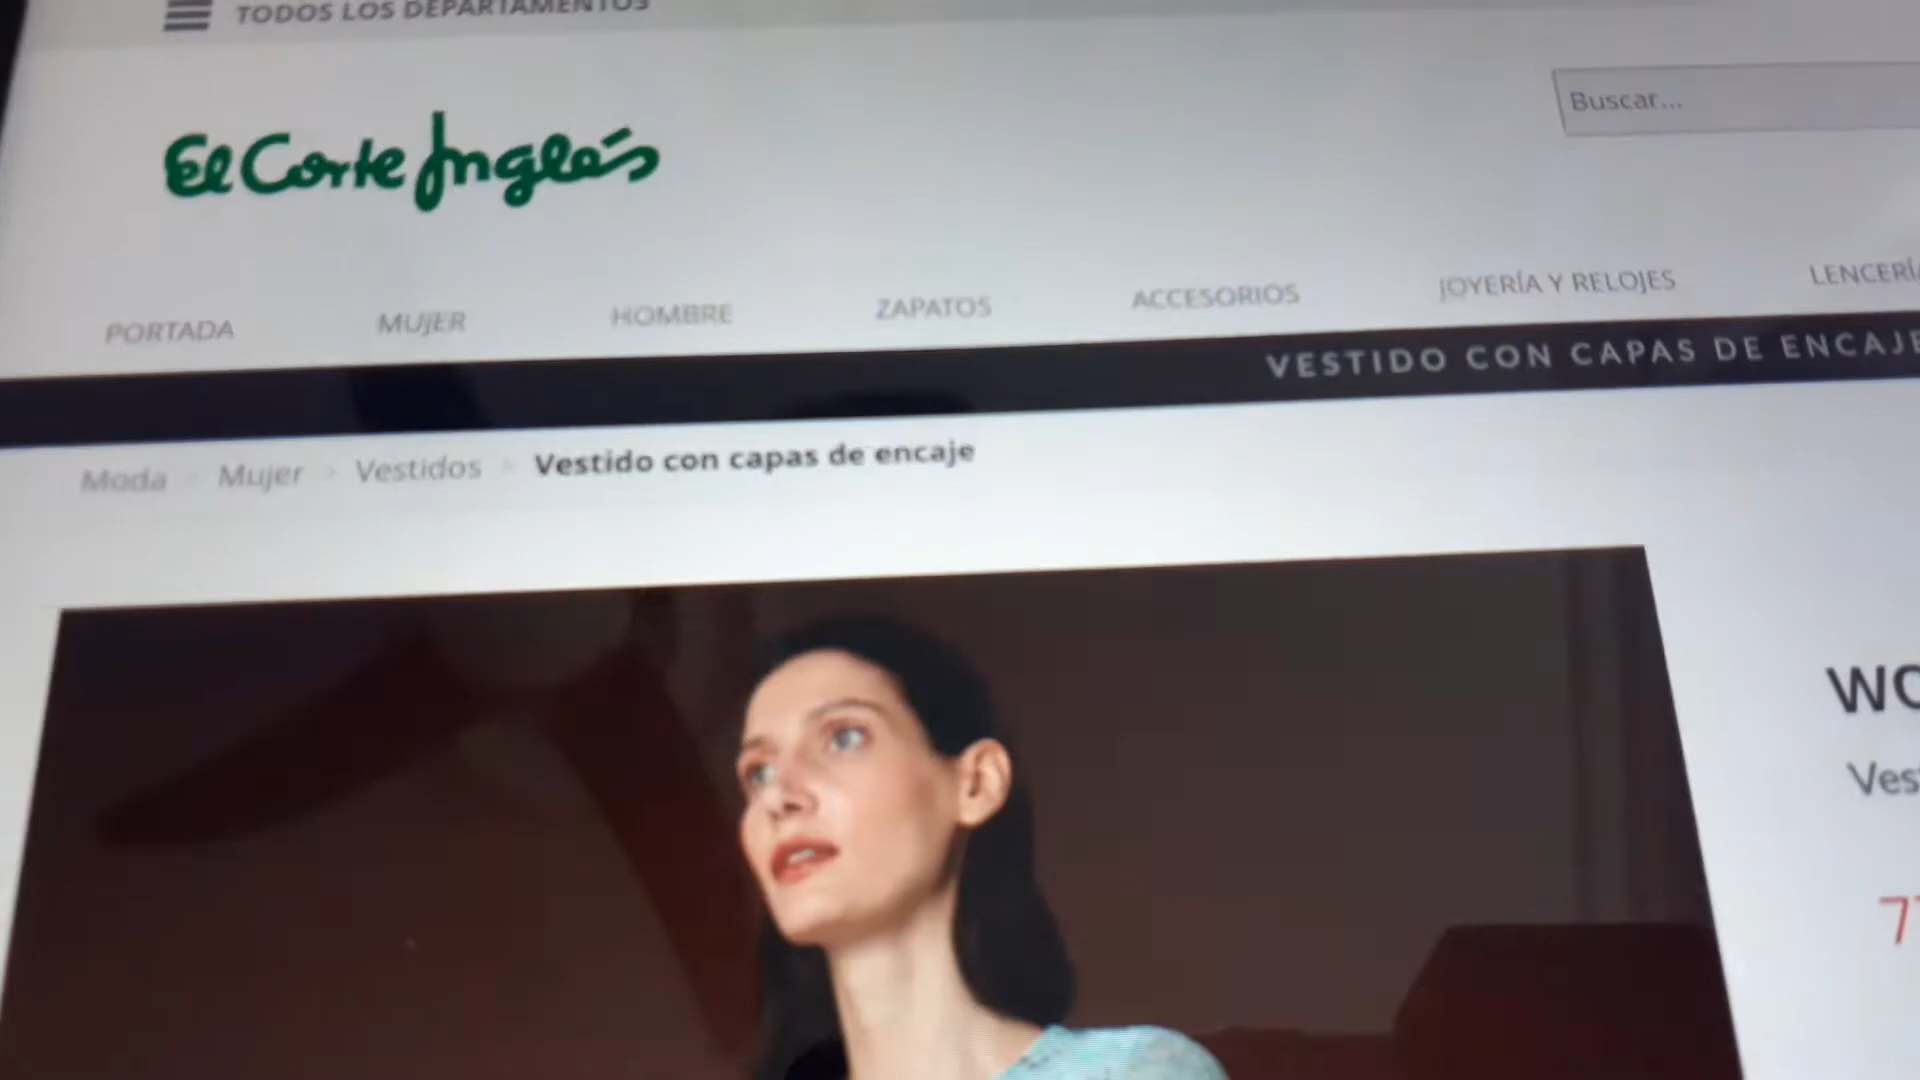 TODOS LOS DEPARTAMENTOS
El Corte Inglés
Buscar...
PORTADA MUJER HOMBRE ZAPATOS ACCESORIOS JOYERÍA Y RELOJES LENCERÍA
VESTIDO CON CAPAS DE ENCAJE
Moda > Mujer > Vestidos > Vestido con capas de encaje